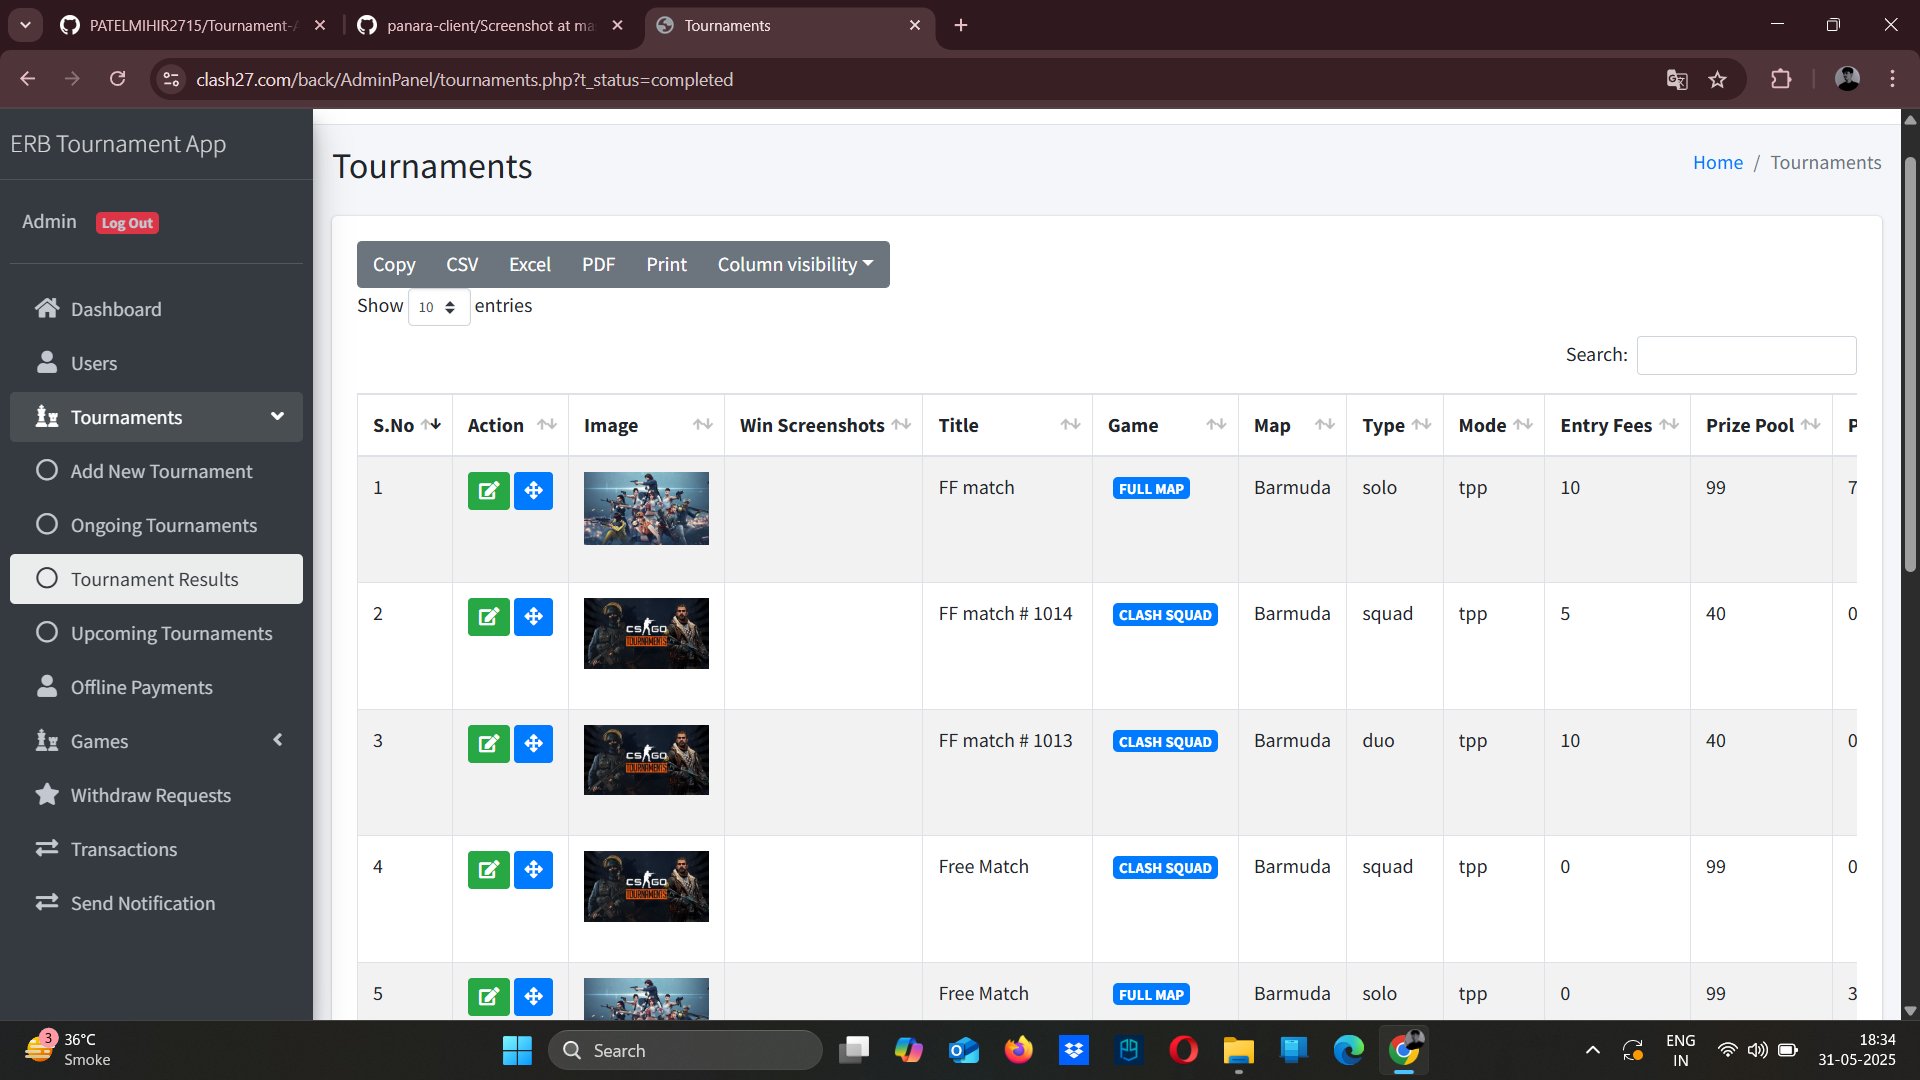 PATELMIHIR2715/Tournament-A
panara-client/Screenshot at ma
Tournaments
clash27.com/back/AdminPanel/tournaments.php?t_status=completed
ERB Tournament App
Admin Log Out
Dashboard
Users
Tournaments
Add New Tournament
Ongoing Tournaments
Tournament Results
Upcoming Tournaments
Offline Payments
Games
Withdraw Requests
Transactions
Send Notification
Tournaments
Home / Tournaments
Copy CSV Excel PDF Print Column visibility
Show 10 entries
Search:
S.No Action Image Win Screenshots Title Game Map Type Mode Entry Fees Prize Pool P
1 FF match FULL MAP Barmuda solo tpp 10 99 7
2 CS GO TOURNAMENTS FF match # 1014 CLASH SQUAD Barmuda squad tpp 5 40 0
3 CS GO TOURNAMENTS FF match # 1013 CLASH SQUAD Barmuda duo tpp 10 40 0
4 CS GO TOURNAMENTS Free Match CLASH SQUAD Barmuda squad tpp 0 99 0
5 Free Match FULL MAP Barmuda solo tpp 0 99 3
3
36°C
Smoke
Search
ENG
IN
18:34
31-05-2025